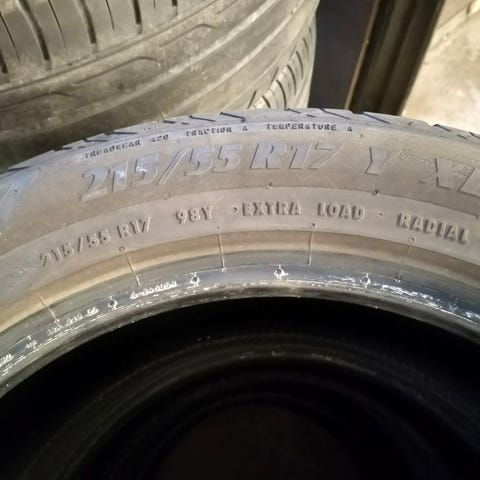 TREADWEAR 420 TRACTION A TEMPERATURE A
215/55 R17 Y XL
215/55 R17 98Y · EXTRA LOAD · RADIAL